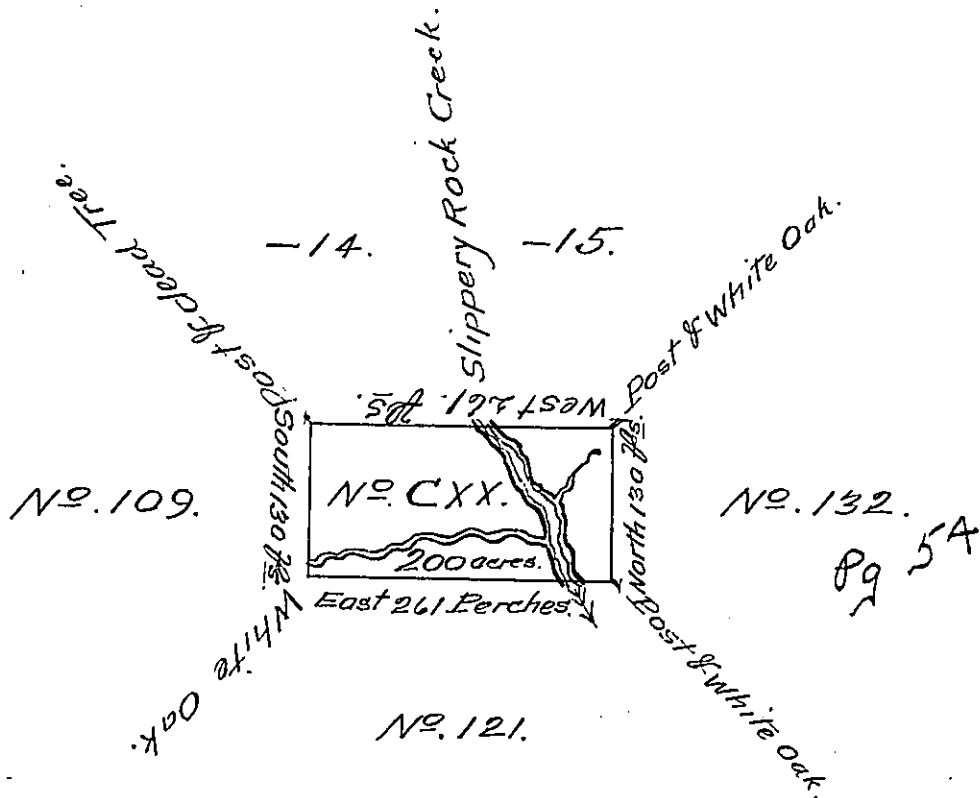 Slippery Rock Creek.
Post & dead Tree.
-14.
-15.
Post & White Oak.
West 261. Ps.
South 130 Ps.
North 130 Ps.
No. 109.
No. CXX.
No. 132.
200 acres.
Pg 5A
East 261 Perches.
White Oak.
Post & White Oak.
No. 121.